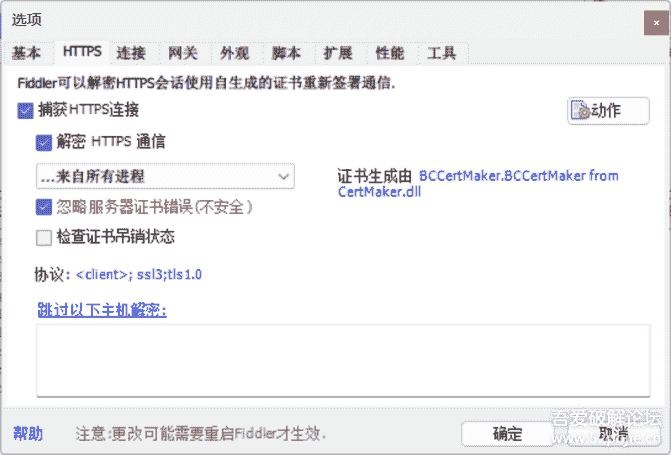 选项
基本 HTTPS 连接 网关 外观 脚本 扩展 性能 工具
Fiddler可以解密HTTPS会话使用自生成的证书重新签署通信.
捕获HTTPS连接
动作
解密 HTTPS 通信
...来自所有进程
证书生成由 BCCertMaker.BCCertMaker from
CertMaker.dll
忽略服务器证书错误(不安全)
检查证书吊销状态
协议: <client>; ssl3;tls1.0
跳过以下主机解密:
帮助
注意:更改可能需要重启Fiddler才生效.
确定
取消
吾爱破解论坛